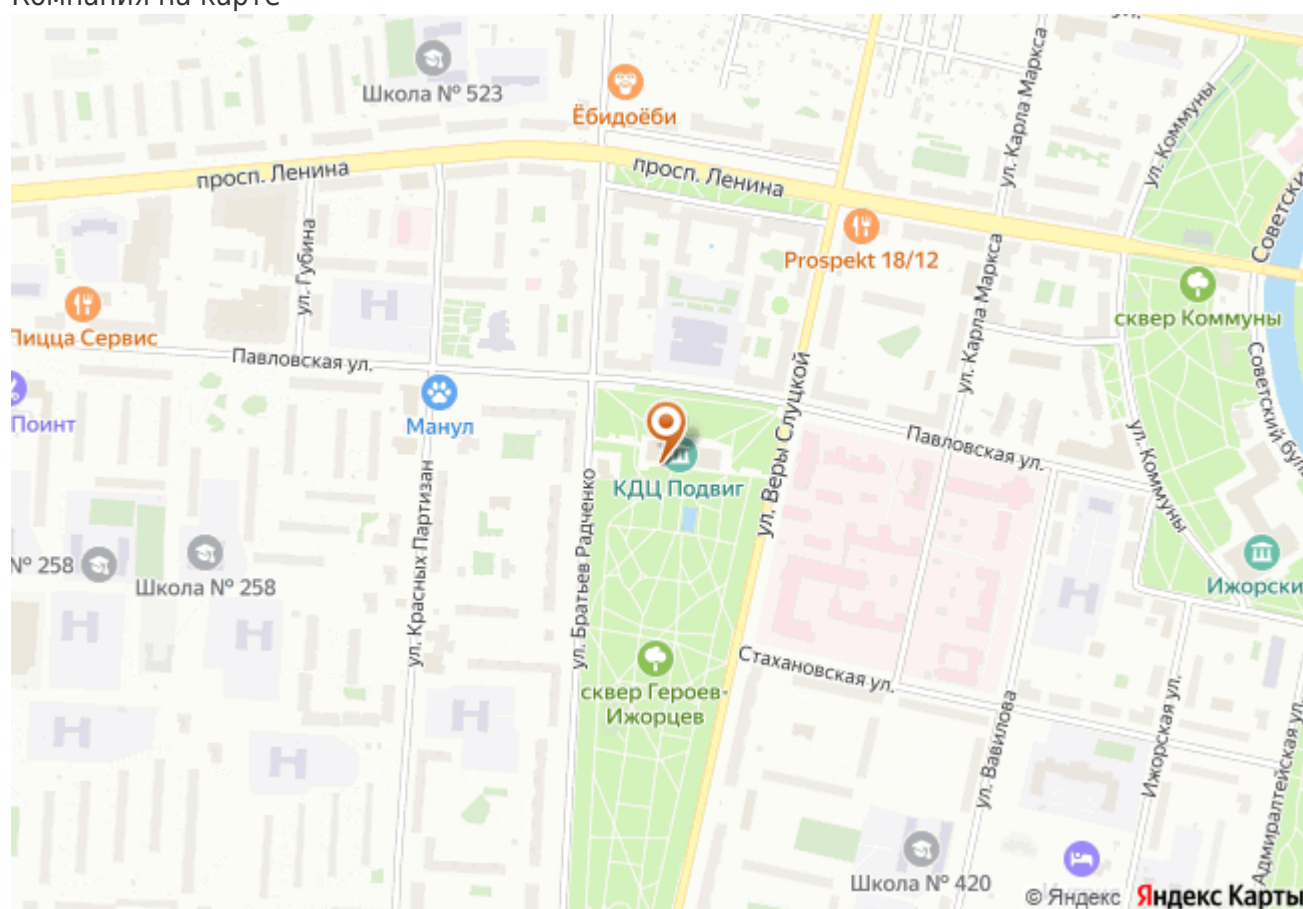 Компания на карте
Школа № 523
Ёбидоёби
просп. Ленина
просп. Ленина
ул. Карла Маркса
ул. Коммуны
ул. Губина
Prospekt 18/12
сквер Коммуны
Пицца Сервис
Павловская ул.
ул. Карла Маркса
Поинт
Манул
ул. Веры Слуцкой
Павловская ул.
ул. Коммуны
КДЦ Подвиг
№ 258
Школа № 258
ул. Красных Партизан
ул. Братьев Радченко
Ижорски
сквер Героев-
Ижорцев
Стахановская ул.
ул. Вавилова
Ижорская ул.
Адмиралтейская ул.
Школа № 420
© Яндекс Яндекс Карты